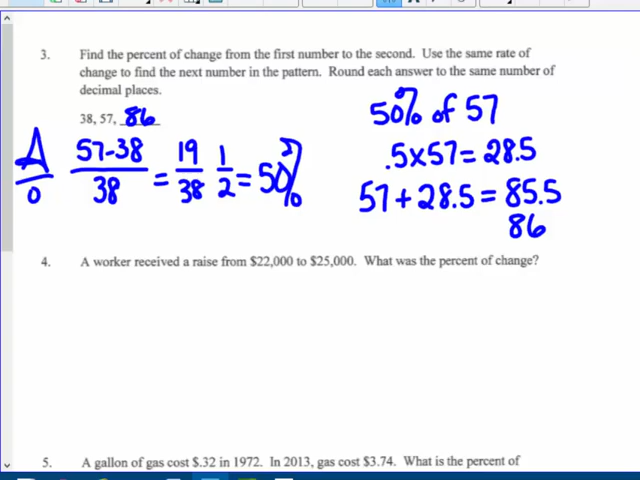 3. Find the percent of change from the first number to the second. Use the same rate of
change to find the next number in the pattern. Round each answer to the same number of
decimal places.
38, 57, 86
Δ/0 57-38/38 = 19/38 1/2 = 50%
50% of 57
.5×57=28.5
57+28.5=85.5
86
4. A worker received a raise from $22,000 to $25,000. What was the percent of change?
5. A gallon of gas cost $.32 in 1972. In 2013, gas cost $3.74. What is the percent of